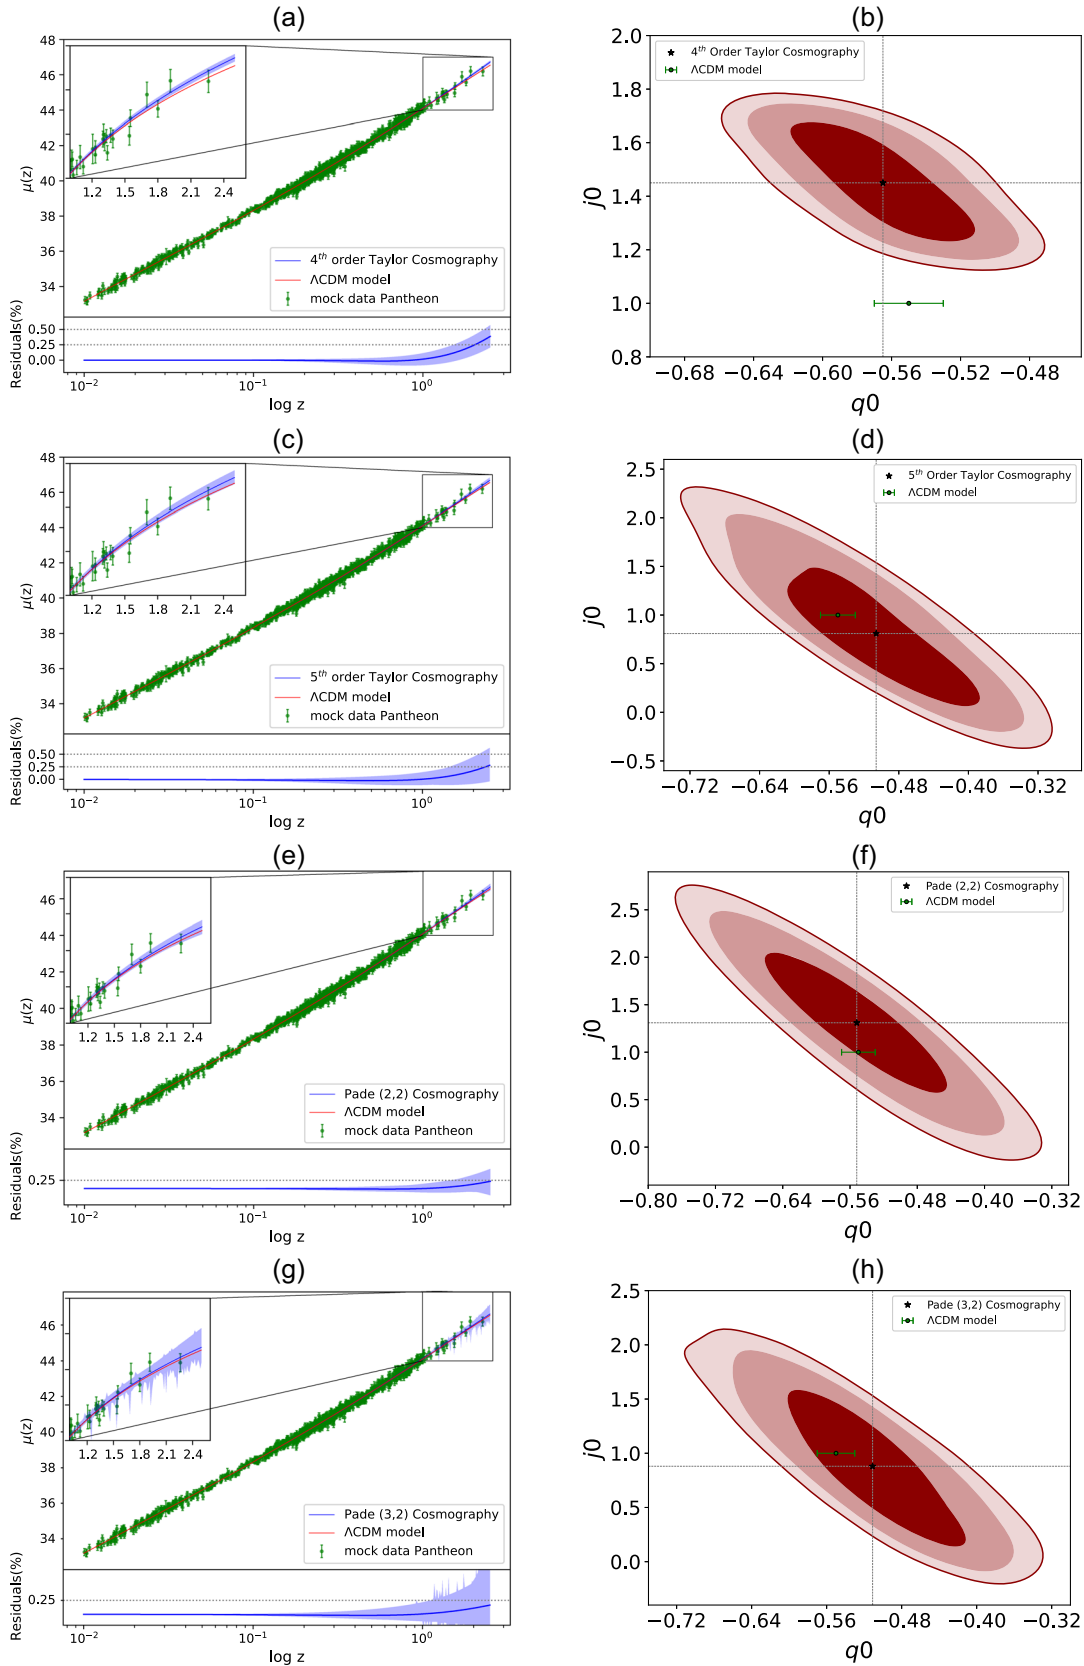 (a)
48
46
44
42
40
38
36
34
μ(z)
1.2 1.5 1.8 2.1 2.4
4th order Taylor Cosmography
ΛCDM model
mock data Pantheon
Residuals(%)
0.50
0.25
0.00
10⁻² 10⁻¹ 10⁰
log z
(b)
2.0
1.8
1.6
1.4
1.2
1.0
0.8
j0
4th Order Taylor Cosmography
ΛCDM model
−0.68 −0.64 −0.60 −0.56 −0.52 −0.48
q0
(c)
48
46
44
42
40
38
36
34
μ(z)
1.2 1.5 1.8 2.1 2.4
5th order Taylor Cosmography
ΛCDM model
mock data Pantheon
Residuals(%)
0.50
0.25
0.00
10⁻² 10⁻¹ 10⁰
log z
(d)
2.5
2.0
1.5
1.0
0.5
0.0
−0.5
j0
5th Order Taylor Cosmography
ΛCDM model
−0.72 −0.64 −0.56 −0.48 −0.40 −0.32
q0
(e)
46
44
42
40
38
36
34
μ(z)
1.2 1.5 1.8 2.1 2.4
Pade (2,2) Cosmography
ΛCDM model
mock data Pantheon
Residuals(%)
0.25
10⁻² 10⁻¹ 10⁰
log z
(f)
2.5
2.0
1.5
1.0
0.5
0.0
j0
Pade (2,2) Cosmography
ΛCDM model
−0.80 −0.72 −0.64 −0.56 −0.48 −0.40 −0.32
q0
(g)
46
44
42
40
38
36
34
μ(z)
1.2 1.5 1.8 2.1 2.4
Pade (3,2) Cosmography
ΛCDM model
mock data Pantheon
Residuals(%)
0.25
10⁻² 10⁻¹ 10⁰
log z
(h)
2.5
2.0
1.5
1.0
0.5
0.0
j0
Pade (3,2) Cosmography
ΛCDM model
−0.72 −0.64 −0.56 −0.48 −0.40 −0.32
q0